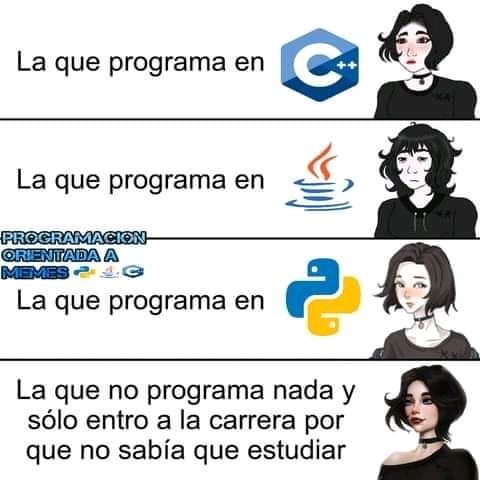 La que programa en C++
La que programa en
PROGRAMACION
ORIENTADA A
MEMES
La que programa en
La que no programa nada y
sólo entro a la carrera por
que no sabía que estudiar